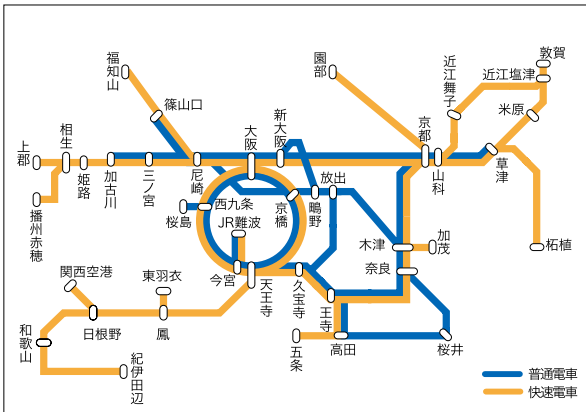 敦賀
近江塩津
近江舞子
米原
園部
福知山
篠山口
新大阪
大阪
京都
山科
草津
柘植
相生
上郡
姫路
加古川
三ノ宮
尼崎
播州赤穂
放出
鴫野
京橋
西九条
桜島
JR難波
今宮
天王寺
久宝寺
王寺
木津
加茂
奈良
高田
五条
桜井
関西空港
東羽衣
日根野
鳳
和歌山
紀伊田辺
普通電車
快速電車